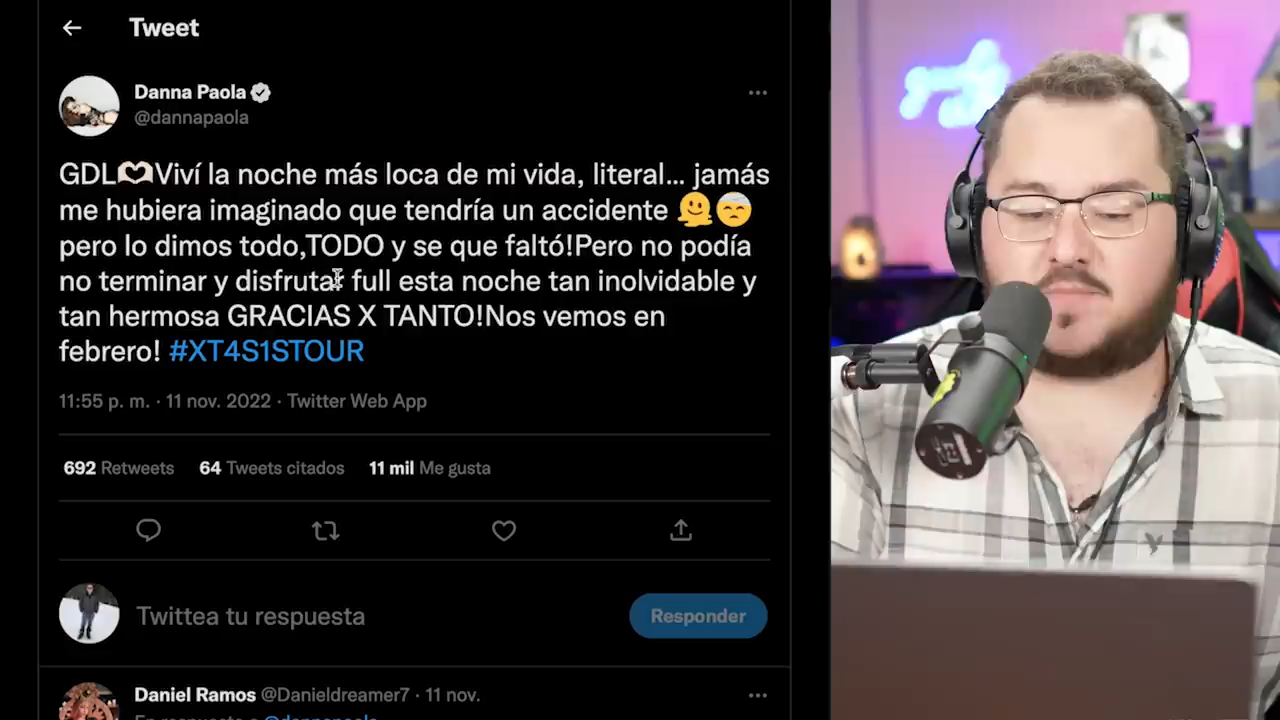 Tweet
Danna Paola
@dannapaola
GDL🫶Viví la noche más loca de mi vida, literal... jamás
me hubiera imaginado que tendría un accidente 🫠🤕
pero lo dimos todo,TODO y se que faltó!Pero no podía
no terminar y disfrutar full esta noche tan inolvidable y
tan hermosa GRACIAS X TANTO!Nos vemos en
febrero! #XT4S1STOUR
11:55 p. m. · 11 nov. 2022 · Twitter Web App
692 Retweets 64 Tweets citados 11 mil Me gusta
Twittea tu respuesta
Responder
Daniel Ramos @Danieldreamer7 · 11 nov.
En respuesta a @dannapaola